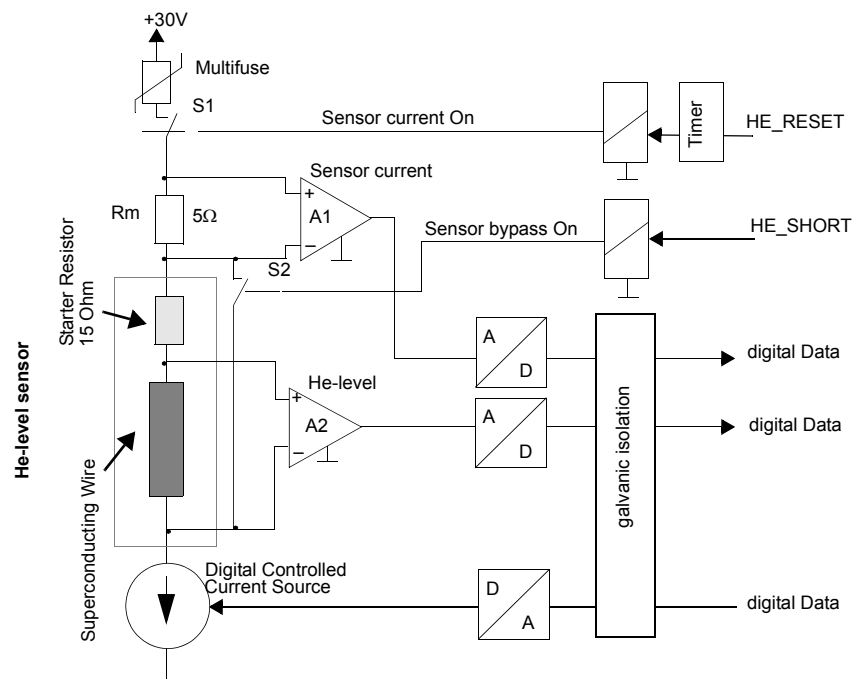 +30V
Multifuse
S1
Sensor current On
Timer
HE_RESET
Sensor current
Rm
5Ω
+
A1
−
Sensor bypass On
HE_SHORT
S2
Starter Resistor
15 Ohm
A
D
digital Data
He-level sensor
He-level
+
A2
−
A
D
digital Data
galvanic isolation
Superconducting Wire
Digital Controlled
Current Source
D
A
digital Data